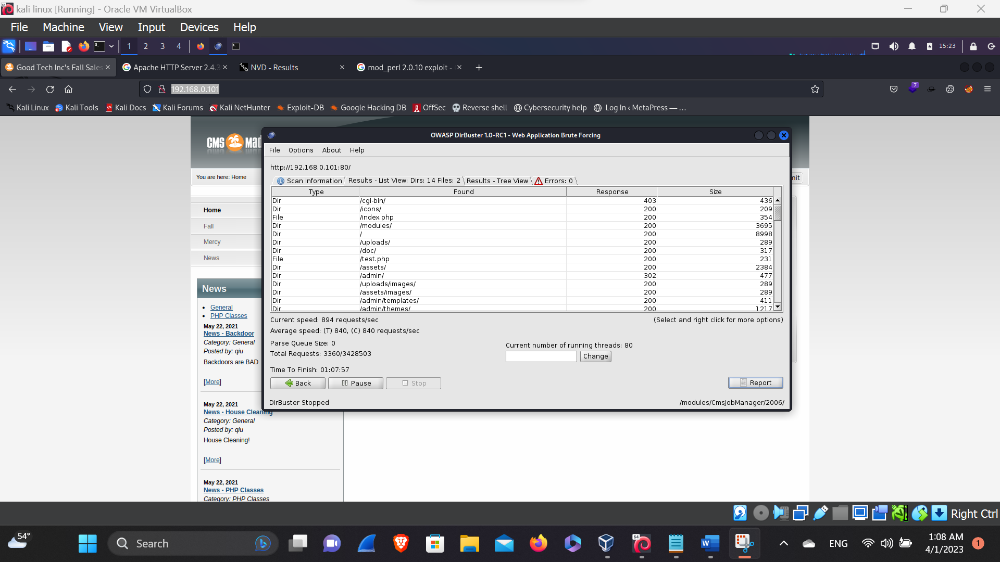 kali linux [Running] - Oracle VM VirtualBox
File Machine View Input Devices Help
1 2 3 4 15:23
Good Tech Inc's Fall Sales Apache HTTP Server 2.4.3 NVD - Results mod_perl 2.0.10 exploit -
192.168.0.101 7
Kali Linux Kali Tools Kali Docs Kali Forums Kali NetHunter Exploit-DB Google Hacking DB OffSec Reverse shell Cybersecurity help Log In ‹ MetaPress — ...
CMS Mad
You are here: Home
Home
Fall
Mercy
News
News
General
PHP Classes
May 22, 2021
News - Backdoor
Category: General
Posted by: qiu
Backdoors are BAD
[More]
May 22, 2021
News - House Cleaning
Category: General
Posted by: qiu
House Cleaning!
[More]
May 22, 2021
News - PHP Classes
Category: PHP Classes
mit
OWASP DirBuster 1.0-RC1 - Web Application Brute Forcing
File Options About Help
http://192.168.0.101:80/
Scan Information Results - List View: Dirs: 14 Files: 2 Results - Tree View Errors: 0
Type Found Response Size
Dir /cgi-bin/ 403 436
Dir /icons/ 200 209
File /index.php 200 354
Dir /modules/ 200 3695
Dir / 200 8998
Dir /uploads/ 200 289
Dir /doc/ 200 317
File /test.php 200 231
Dir /assets/ 200 2384
Dir /admin/ 302 477
Dir /uploads/images/ 200 289
Dir /assets/images/ 200 289
Dir /admin/templates/ 200 411
Dir /admin/themes/ 200 1217
Current speed: 894 requests/sec (Select and right click for more options)
Average speed: (T) 840, (C) 840 requests/sec
Parse Queue Size: 0
Current number of running threads: 80
Total Requests: 3360/3428503
Change
Time To Finish: 01:07:57
Back Pause Stop Report
DirBuster Stopped /modules/CmsJobManager/2006/
Right Ctrl
54° Search 64 ENG 1:08 AM
4/1/2023 1